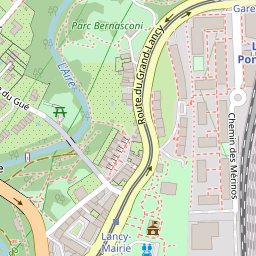 Gare
Parc Bernasconi
Route du Grand-Lancy
L'Aire
du Gué
Chemin des Mérinos
Lancy-
Mairie